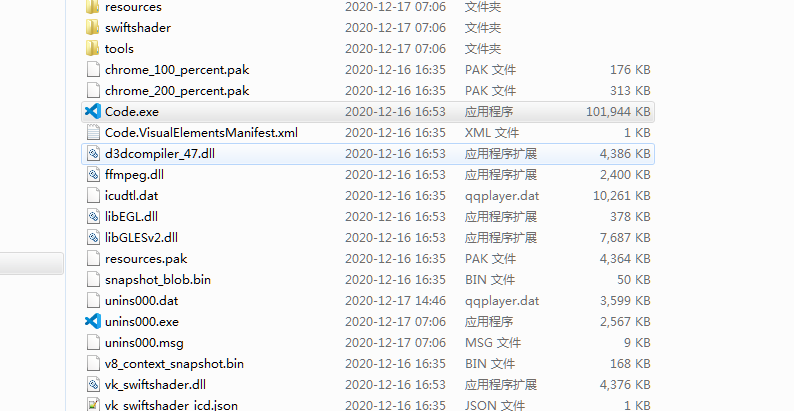 resources 2020-12-17 07:06 文件夹
swiftshader 2020-12-17 07:06 文件夹
tools 2020-12-17 07:06 文件夹
chrome_100_percent.pak 2020-12-16 16:35 PAK 文件 176 KB
chrome_200_percent.pak 2020-12-16 16:35 PAK 文件 313 KB
Code.exe 2020-12-16 16:53 应用程序 101,944 KB
Code.VisualElementsManifest.xml 2020-12-16 16:35 XML 文件 1 KB
d3dcompiler_47.dll 2020-12-16 16:53 应用程序扩展 4,386 KB
ffmpeg.dll 2020-12-16 16:53 应用程序扩展 2,400 KB
icudtl.dat 2020-12-16 16:35 qqplayer.dat 10,261 KB
libEGL.dll 2020-12-16 16:53 应用程序扩展 378 KB
libGLESv2.dll 2020-12-16 16:53 应用程序扩展 7,687 KB
resources.pak 2020-12-16 16:35 PAK 文件 4,364 KB
snapshot_blob.bin 2020-12-16 16:35 BIN 文件 50 KB
unins000.dat 2020-12-17 14:46 qqplayer.dat 3,599 KB
unins000.exe 2020-12-17 07:06 应用程序 2,567 KB
unins000.msg 2020-12-17 07:06 MSG 文件 9 KB
v8_context_snapshot.bin 2020-12-16 16:35 BIN 文件 168 KB
vk_swiftshader.dll 2020-12-16 16:53 应用程序扩展 4,376 KB
vk_swiftshader_icd.json 2020-12-16 16:35 JSON 文件 1 KB